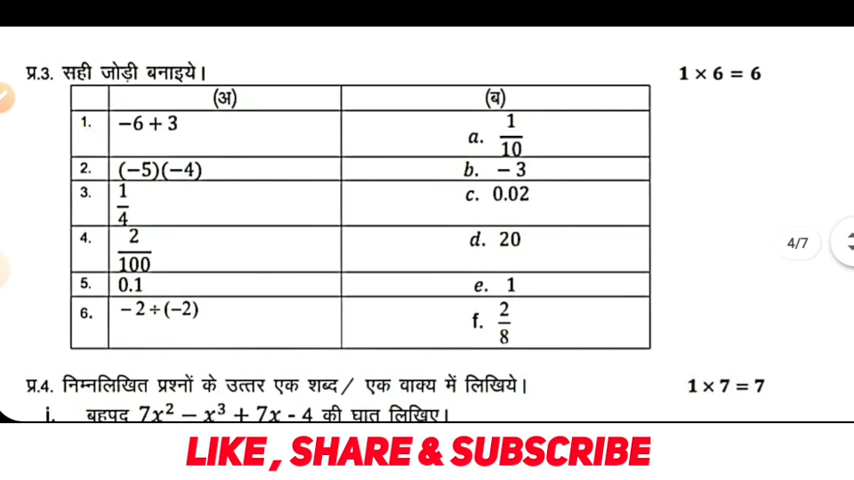 प्र.3. सही जोड़ी बनाइये। 1 × 6 = 6
(अ) (ब)
1. −6 + 3 a. 1/10
2. (−5)(−4) b. − 3
3. 1/4 c. 0.02
4. 2/100 d. 20
5. 0.1 e. 1
6. − 2 ÷ (−2) f. 2/8
4/7
प्र.4. निम्नलिखित प्रश्नों के उत्तर एक शब्द/ एक वाक्य में लिखिये। 1 × 7 = 7
i. बहुपद 7x² − x³ + 7x - 4 की घात लिखिए।
LIKE , SHARE & SUBSCRIBE